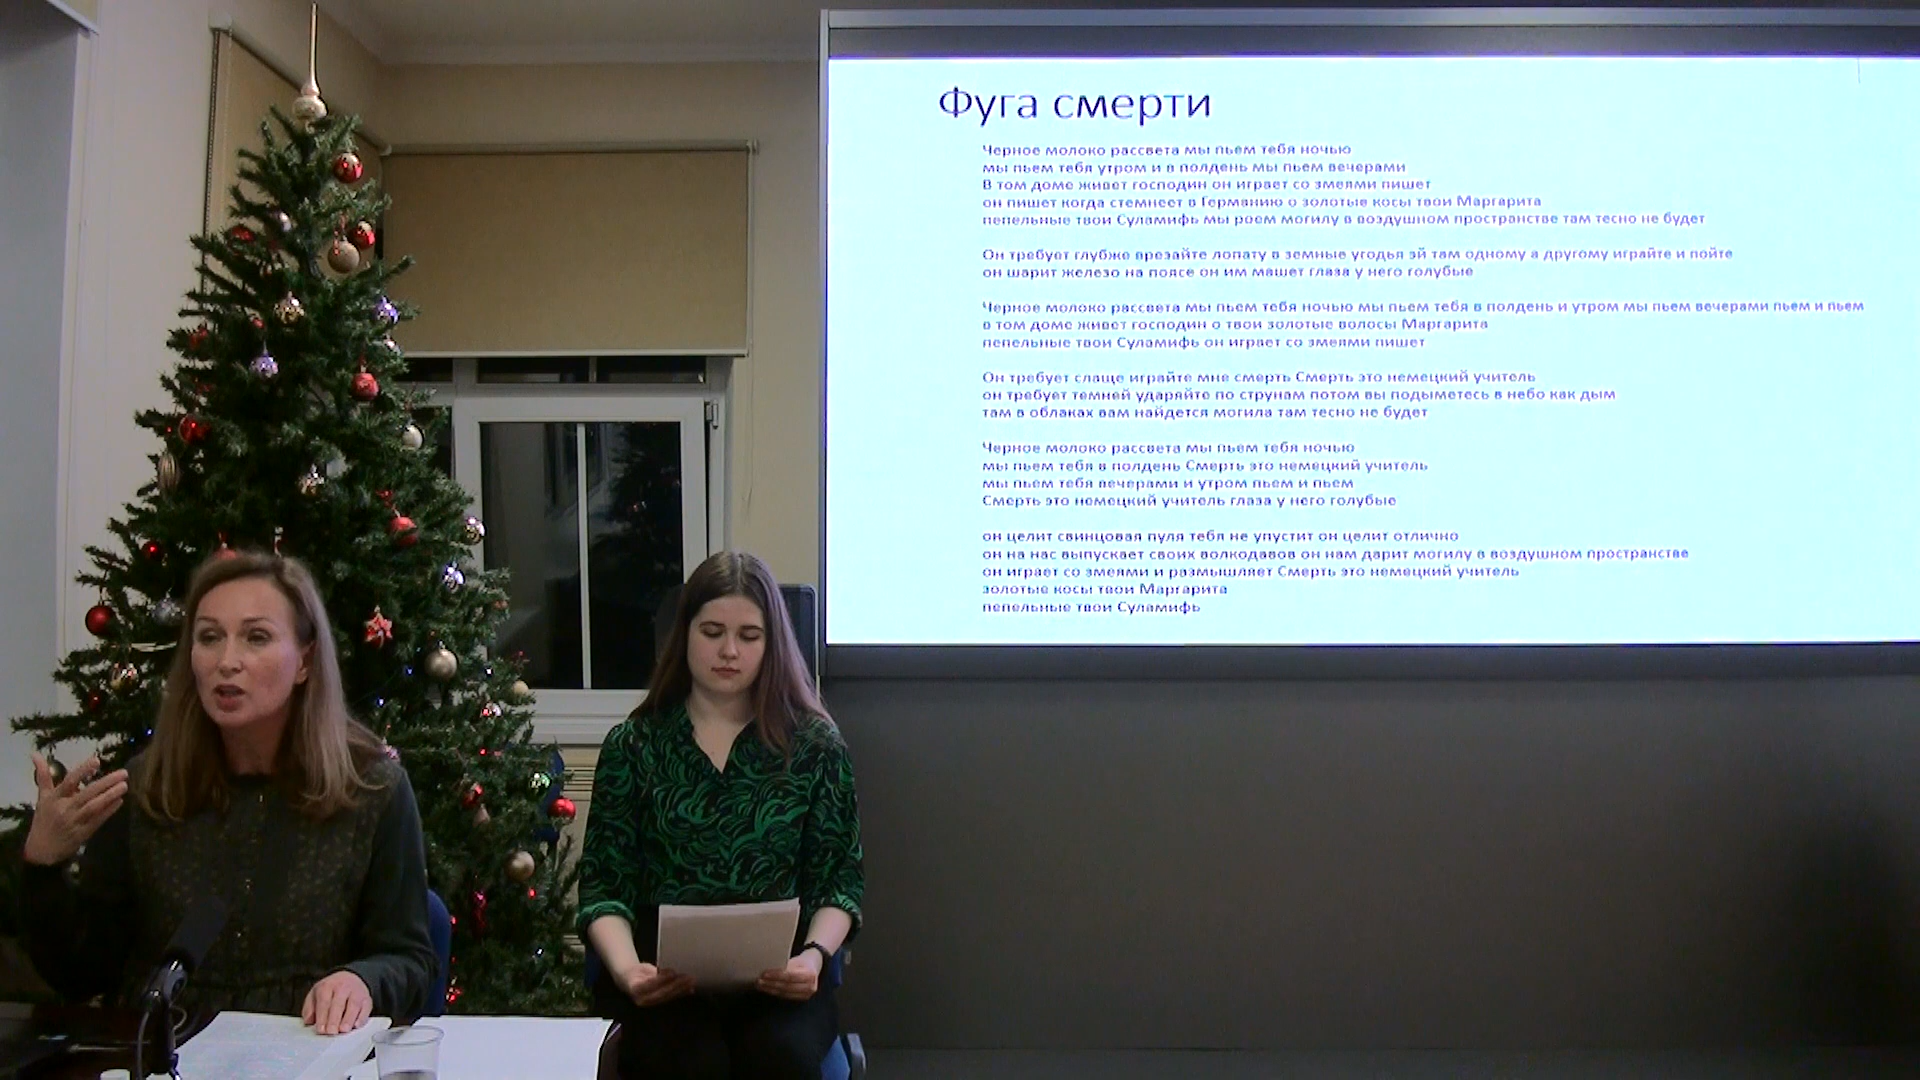 Фуга смерти
Черное молоко рассвета мы пьем тебя ночью
мы пьем тебя утром и в полдень мы пьем вечерами
В том доме живет господин он играет со змеями пишет
он пишет когда стемнеет в Германию о золотые косы твои Маргарита
пепельные твои Суламифь мы роем могилу в воздушном пространстве там тесно не будет
Он требует глубже врезайте лопату в земные угодья эй там одному а другому играйте и пойте
он шарит железо на поясе он им машет глаза у него голубые
Черное молоко рассвета мы пьем тебя ночью мы пьем тебя в полдень и утром мы пьем вечерами пьем и пьем
в том доме живет господин о твои золотые волосы Маргарита
пепельные твои Суламифь он играет со змеями пишет
Он требует слаще играйте мне смерть Смерть это немецкий учитель
он требует темней ударяйте по струнам потом вы подыметесь в небо как дым
там в облаках вам найдется могила там тесно не будет
Черное молоко рассвета мы пьем тебя ночью
мы пьем тебя в полдень Смерть это немецкий учитель
мы пьем тебя вечерами и утром пьем и пьем
Смерть это немецкий учитель глаза у него голубые
он целит свинцовая пуля тебя не упустит он целит отлично
он на нас выпускает своих волкодавов он нам дарит могилу в воздушном пространстве
он играет со змеями и размышляет Смерть это немецкий учитель
золотые косы твои Маргарита
пепельные твои Суламифь